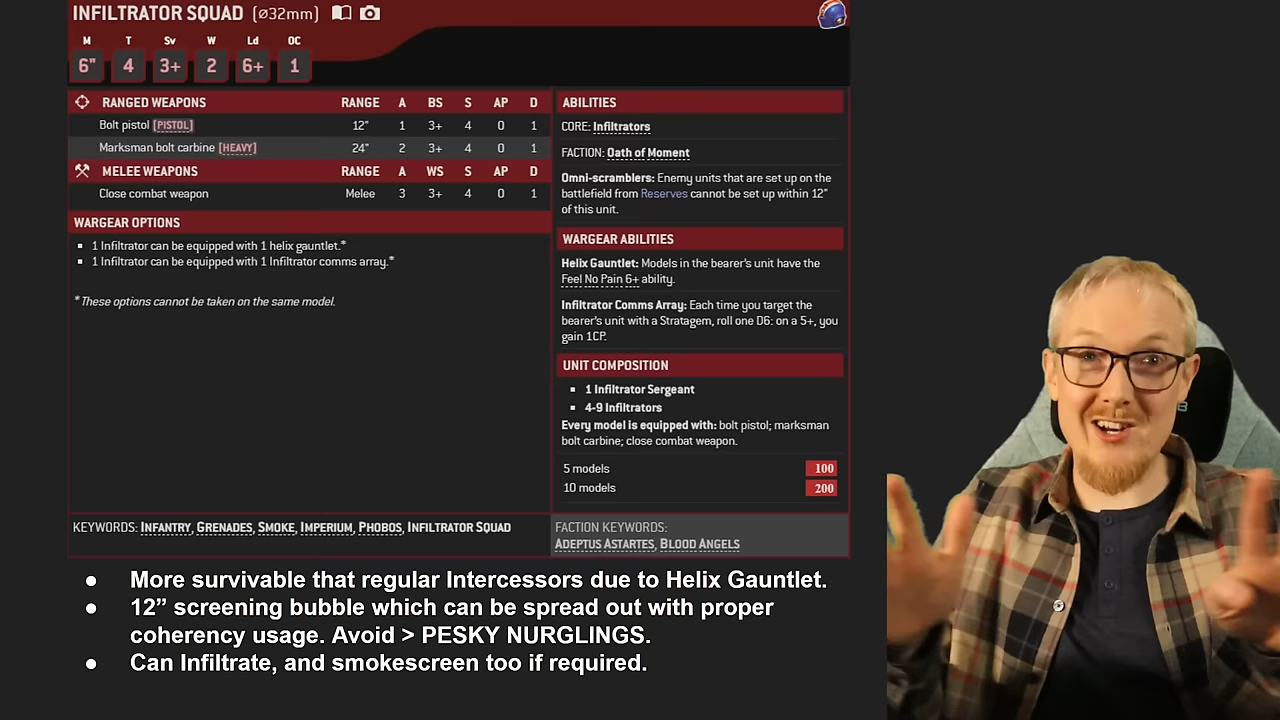 INFILTRATOR SQUAD (⌀32mm)
M T Sv W Ld OC
6" 4 3+ 2 6+ 1
RANGED WEAPONS RANGE A BS S AP D
Bolt pistol [PISTOL] 12" 1 3+ 4 0 1
Marksman bolt carbine [HEAVY] 24" 2 3+ 4 0 1
MELEE WEAPONS RANGE A WS S AP D
Close combat weapon Melee 3 3+ 4 0 1
WARGEAR OPTIONS
▪ 1 Infiltrator can be equipped with 1 helix gauntlet.*
▪ 1 Infiltrator can be equipped with 1 Infiltrator comms array.*
* These options cannot be taken on the same model.
ABILITIES
CORE: Infiltrators
FACTION: Oath of Moment
Omni-scramblers: Enemy units that are set up on the
battlefield from Reserves cannot be set up within 12"
of this unit.
WARGEAR ABILITIES
Helix Gauntlet: Models in the bearer's unit have the
Feel No Pain 6+ ability.
Infiltrator Comms Array: Each time you target the
bearer's unit with a Stratagem, roll one D6: on a 5+, you
gain 1CP.
UNIT COMPOSITION
▪ 1 Infiltrator Sergeant
▪ 4-9 Infiltrators
Every model is equipped with: bolt pistol; marksman
bolt carbine; close combat weapon.
5 models 100
10 models 200
KEYWORDS: INFANTRY, GRENADES, SMOKE, IMPERIUM, PHOBOS, INFILTRATOR SQUAD
FACTION KEYWORDS:
ADEPTUS ASTARTES, BLOOD ANGELS
● More survivable that regular Intercessors due to Helix Gauntlet.
● 12” screening bubble which can be spread out with proper
coherency usage. Avoid > PESKY NURGLINGS.
● Can Infiltrate, and smokescreen too if required.